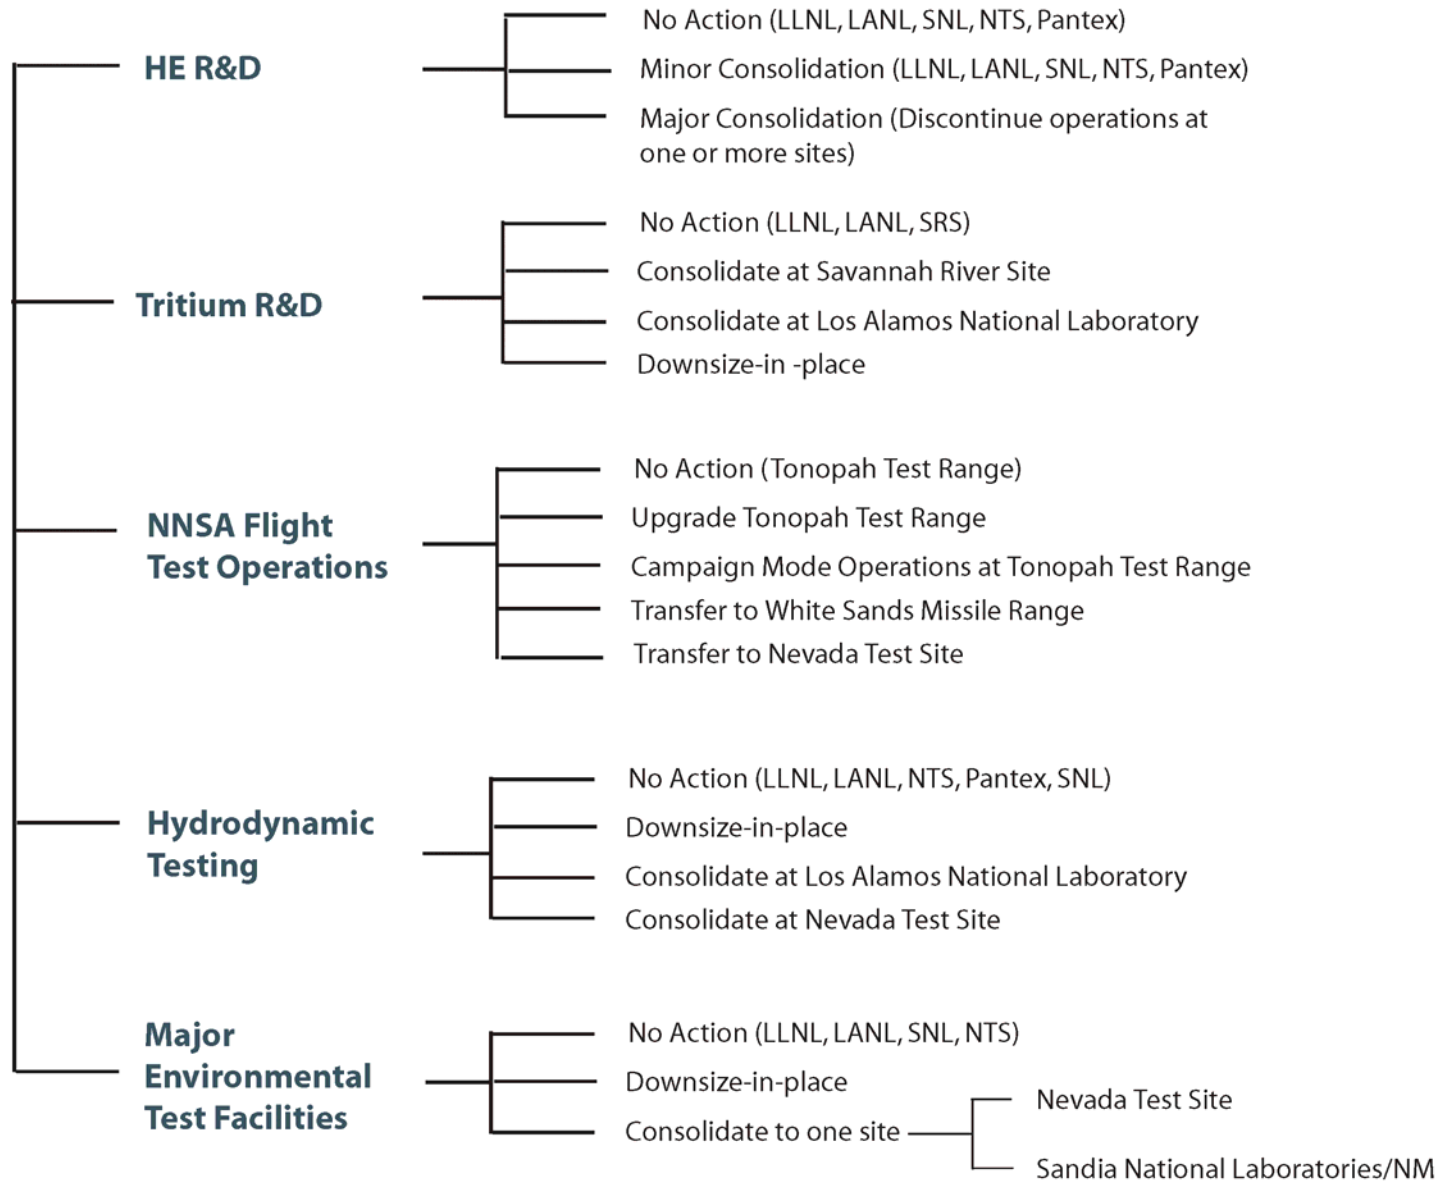 HE R&D
No Action (LLNL, LANL, SNL, NTS, Pantex)
Minor Consolidation (LLNL, LANL, SNL, NTS, Pantex)
Major Consolidation (Discontinue operations at
one or more sites)
Tritium R&D
No Action (LLNL, LANL, SRS)
Consolidate at Savannah River Site
Consolidate at Los Alamos National Laboratory
Downsize-in -place
NNSA Flight
Test Operations
No Action (Tonopah Test Range)
Upgrade Tonopah Test Range
Campaign Mode Operations at Tonopah Test Range
Transfer to White Sands Missile Range
Transfer to Nevada Test Site
Hydrodynamic
Testing
No Action (LLNL, LANL, NTS, Pantex, SNL)
Downsize-in-place
Consolidate at Los Alamos National Laboratory
Consolidate at Nevada Test Site
Major
Environmental
Test Facilities
No Action (LLNL, LANL, SNL, NTS)
Downsize-in-place
Consolidate to one site
Nevada Test Site
Sandia National Laboratories/NM